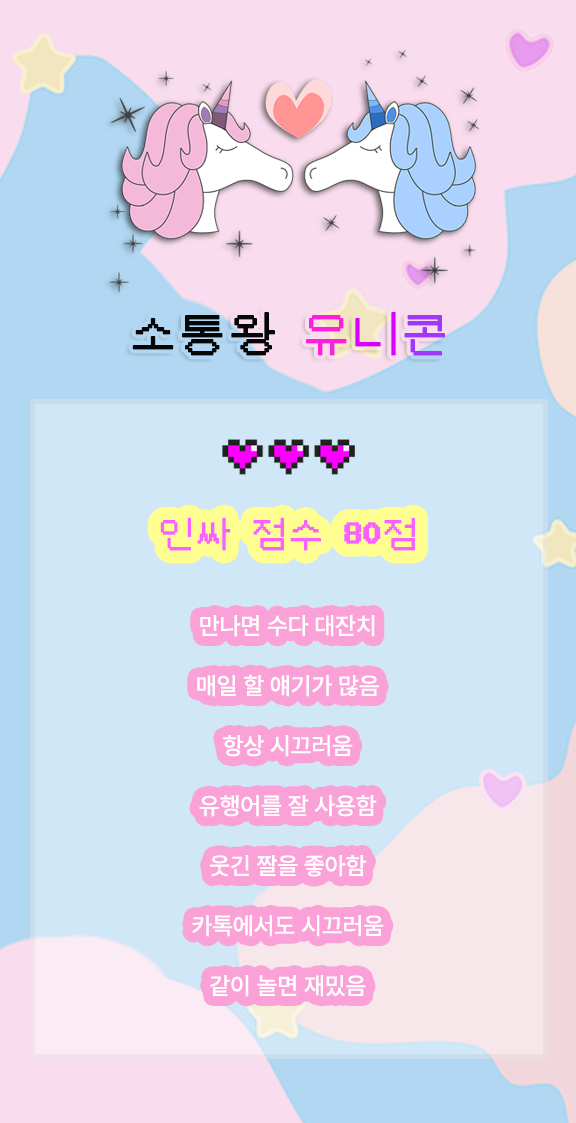 소통왕 유니콘
인싸 점수 80점
만나면 수다 대잔치
매일 할 얘기가 많음
항상 시끄러움
유행어를 잘 사용함
웃긴 짤을 좋아함
카톡에서도 시끄러움
같이 놀면 재밌음